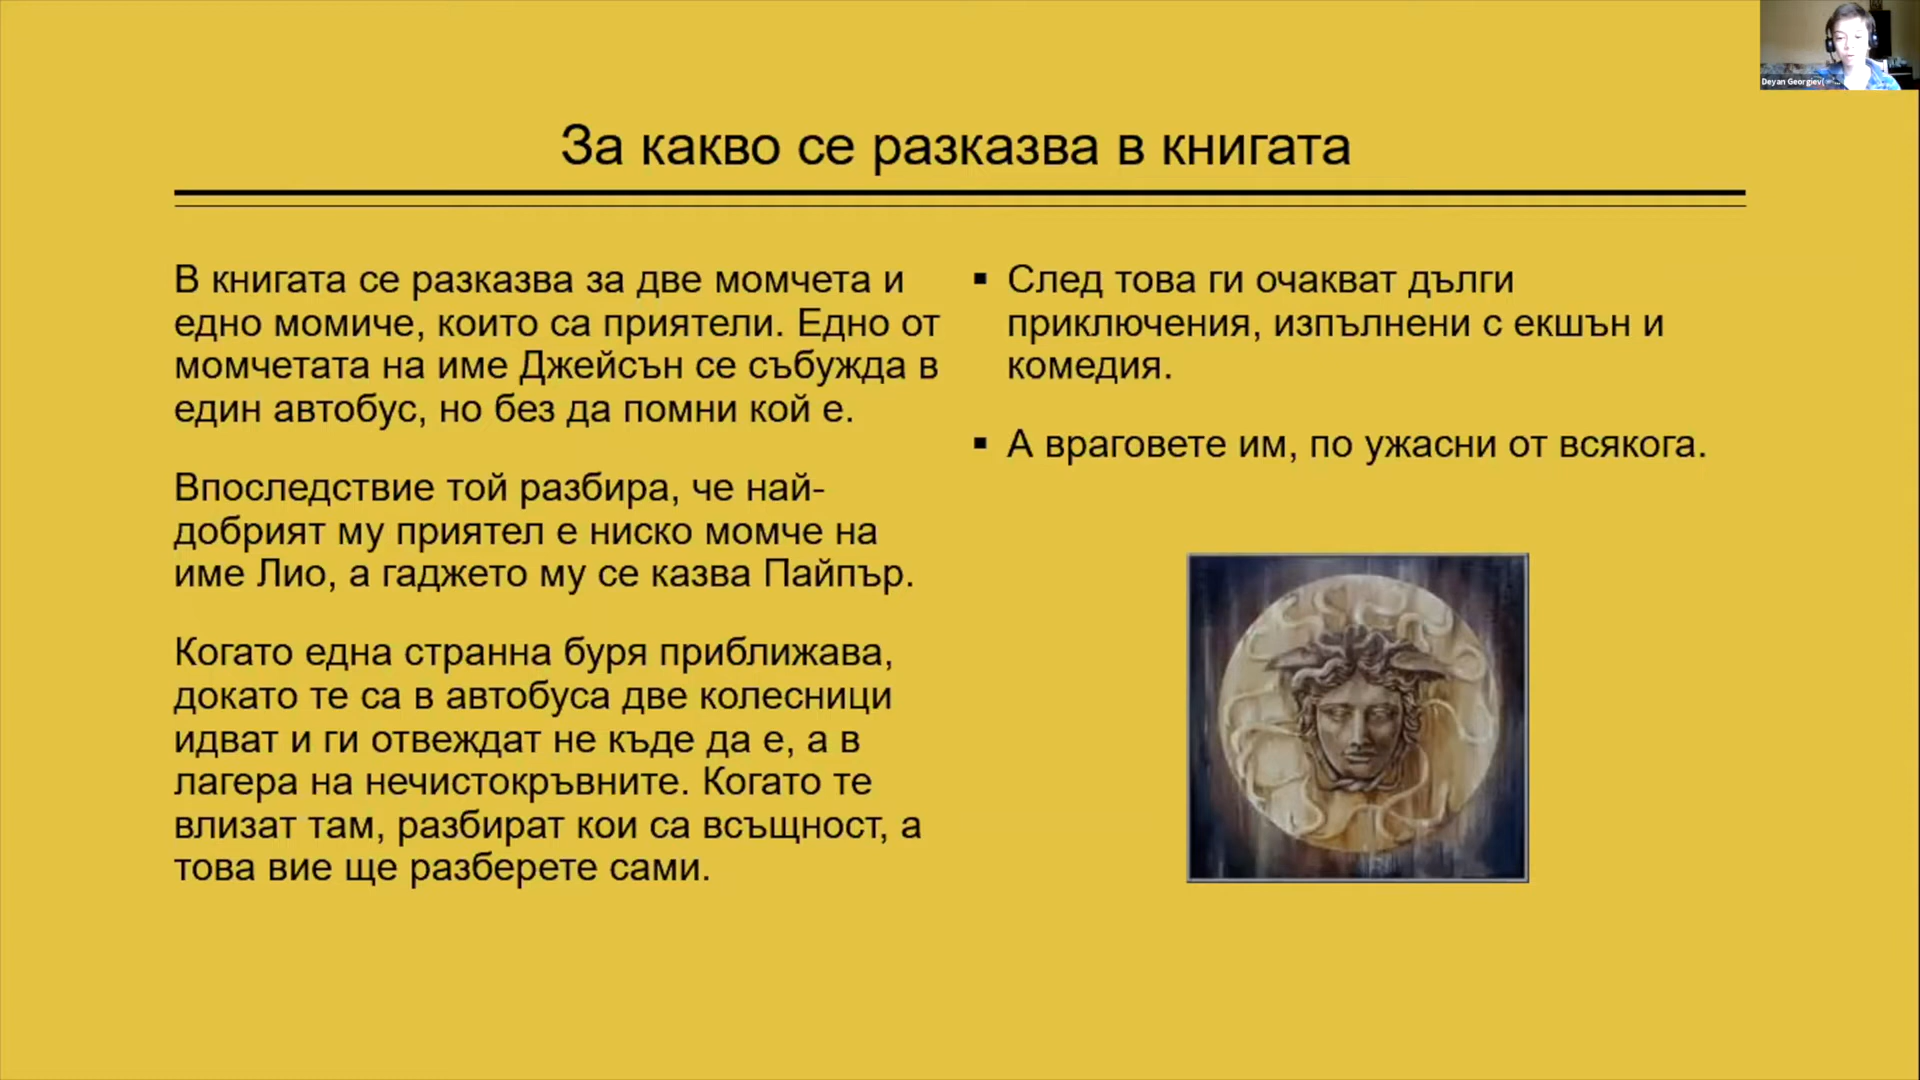 За какво се разказва в книгата
В книгата се разказва за две момчета и
едно момиче, които са приятели. Едно от
момчетата на име Джейсън се събужда в
един автобус, но без да помни кой е.
Впоследствие той разбира, че най-
добрият му приятел е ниско момче на
име Лио, а гаджето му се казва Пайпър.
Когато една странна буря приближава,
докато те са в автобуса две колесници
идват и ги отвеждат не къде да е, а в
лагера на нечистокръвните. Когато те
влизат там, разбират кои са всъщност, а
това вие ще разберете сами.
▪ След това ги очакват дълги
приключения, изпълнени с екшън и
комедия.
▪ А враговете им, по ужасни от всякога.
Deyan Georgiev(